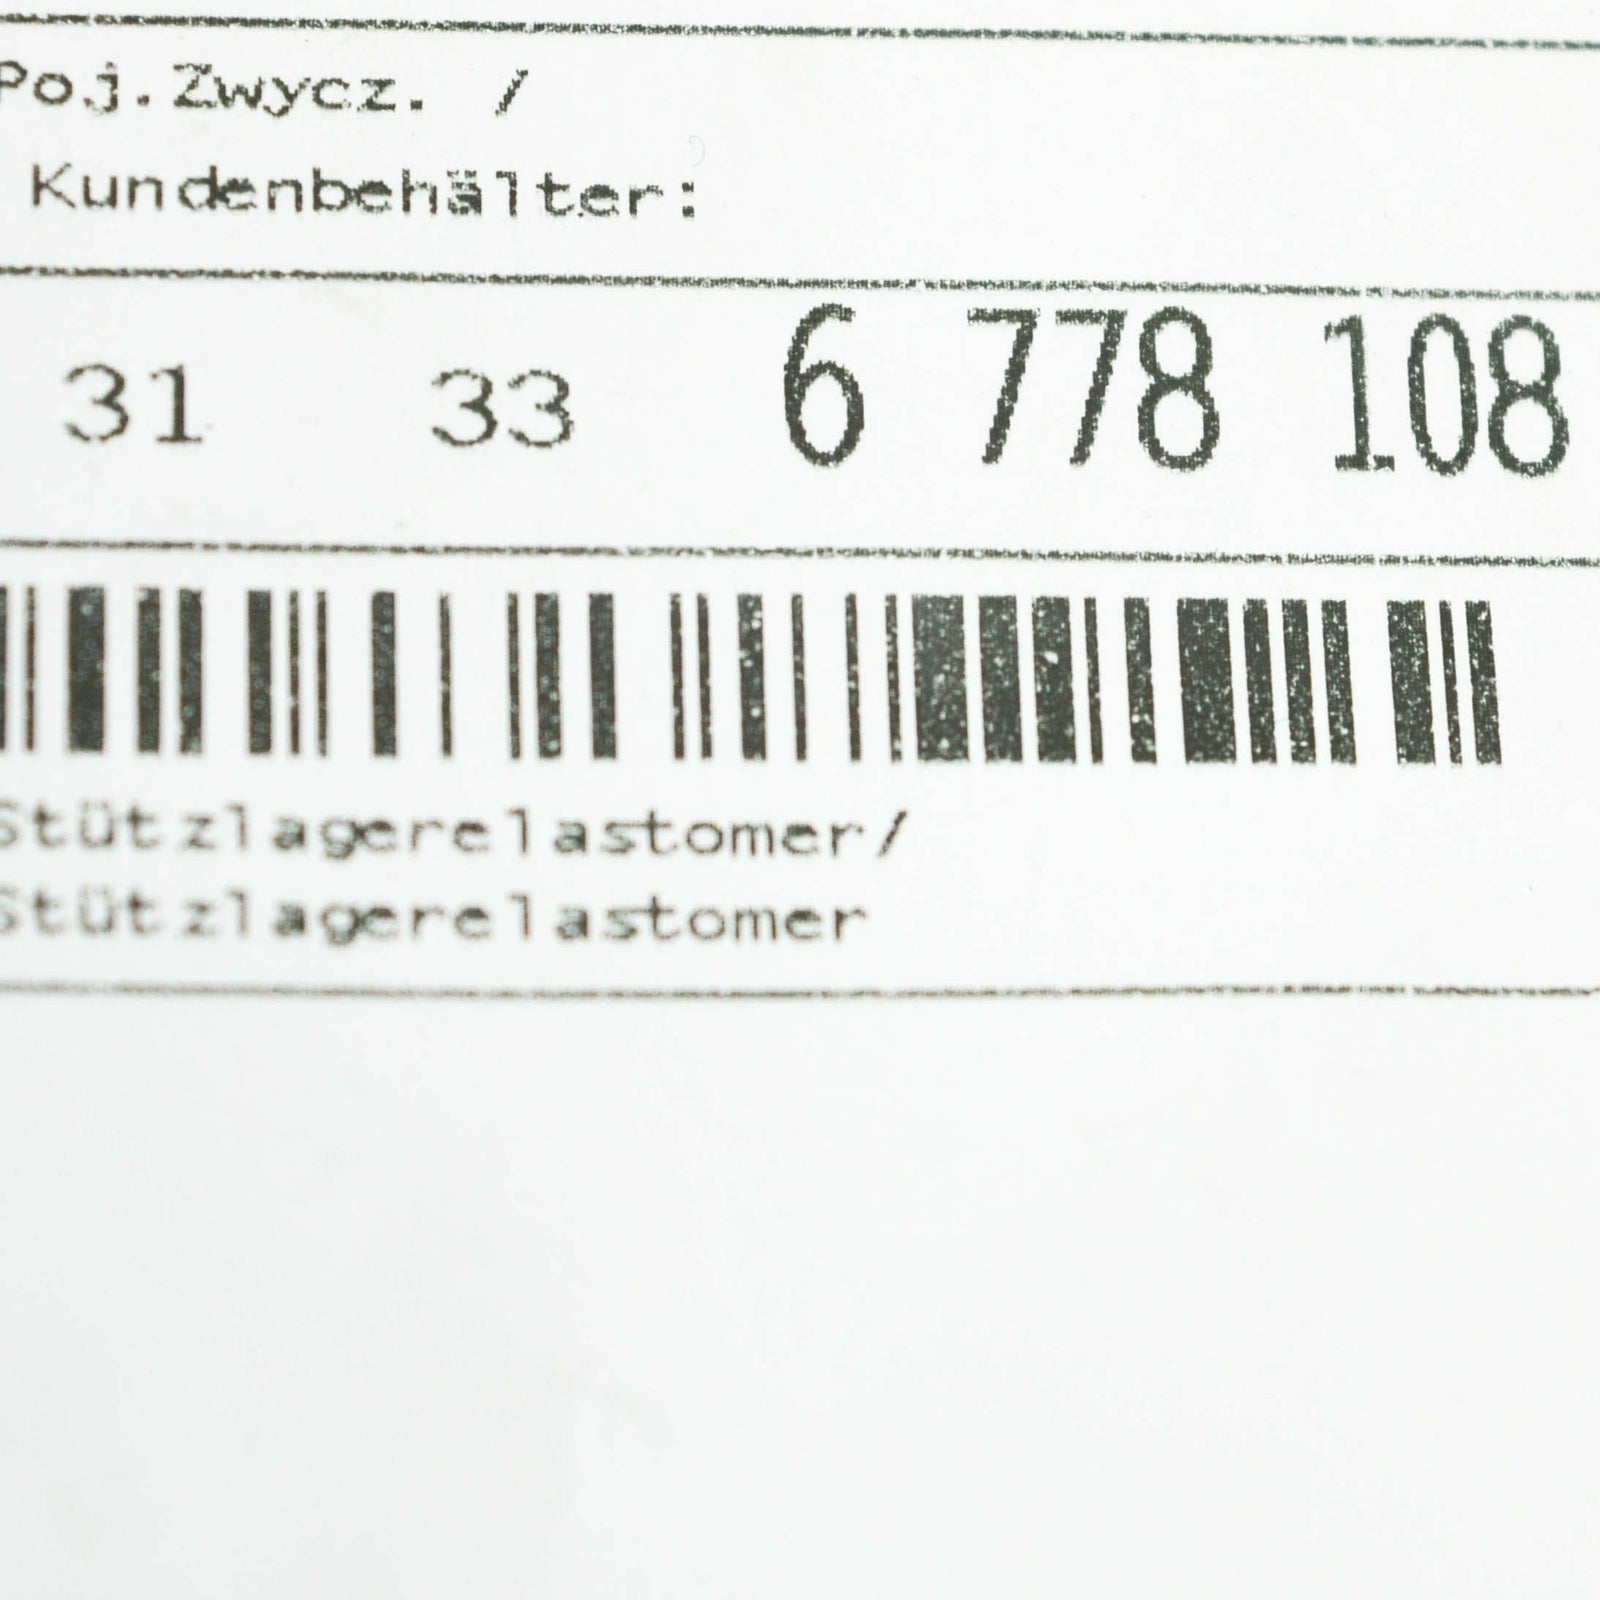 Poj.Zwycz. /
Kundenbehälter:
31 33 6 778 108
Stützlagerelastomer/
Stützlagerelastomer